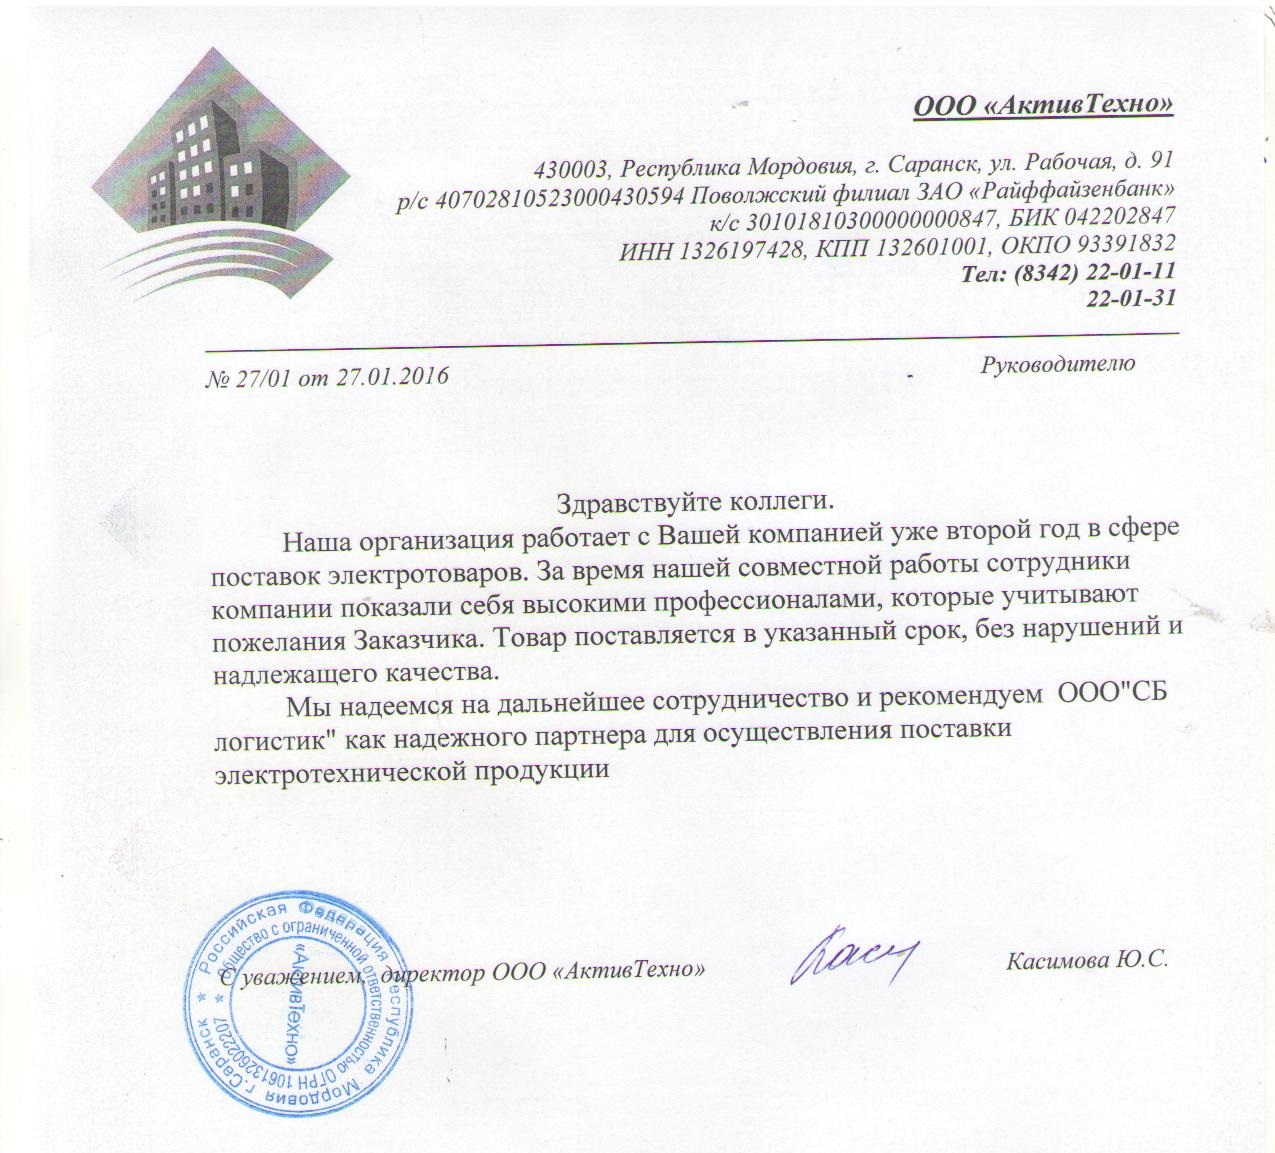 ООО «АктивТехно»
430003, Республика Мордовия, г. Саранск, ул. Рабочая, д. 91
р/с 40702810523000430594 Поволжский филиал ЗАО «Райффайзенбанк»
к/с 30101810300000000847, БИК 042202847
ИНН 1326197428, КПП 132601001, ОКПО 93391832
Тел: (8342) 22-01-11
22-01-31
№ 27/01 от 27.01.2016
Руководителю
Здравствуйте коллеги.
Наша организация работает с Вашей компанией уже второй год в сфере
поставок электротоваров. За время нашей совместной работы сотрудники
компании показали себя высокими профессионалами, которые учитывают
пожелания Заказчика. Товар поставляется в указанный срок, без нарушений и
надлежащего качества.
Мы надеемся на дальнейшее сотрудничество и рекомендуем ООО"СБ
логистик" как надежного партнера для осуществления поставки
электротехнической продукции
С уважением, директор ООО «АктивТехно»
Касимова Ю.С.
Российская Федерация Республика Мордовия г.Саранск
Общество с ограниченной ответственностью ОГРН 1061326022207
«АктивТехно»